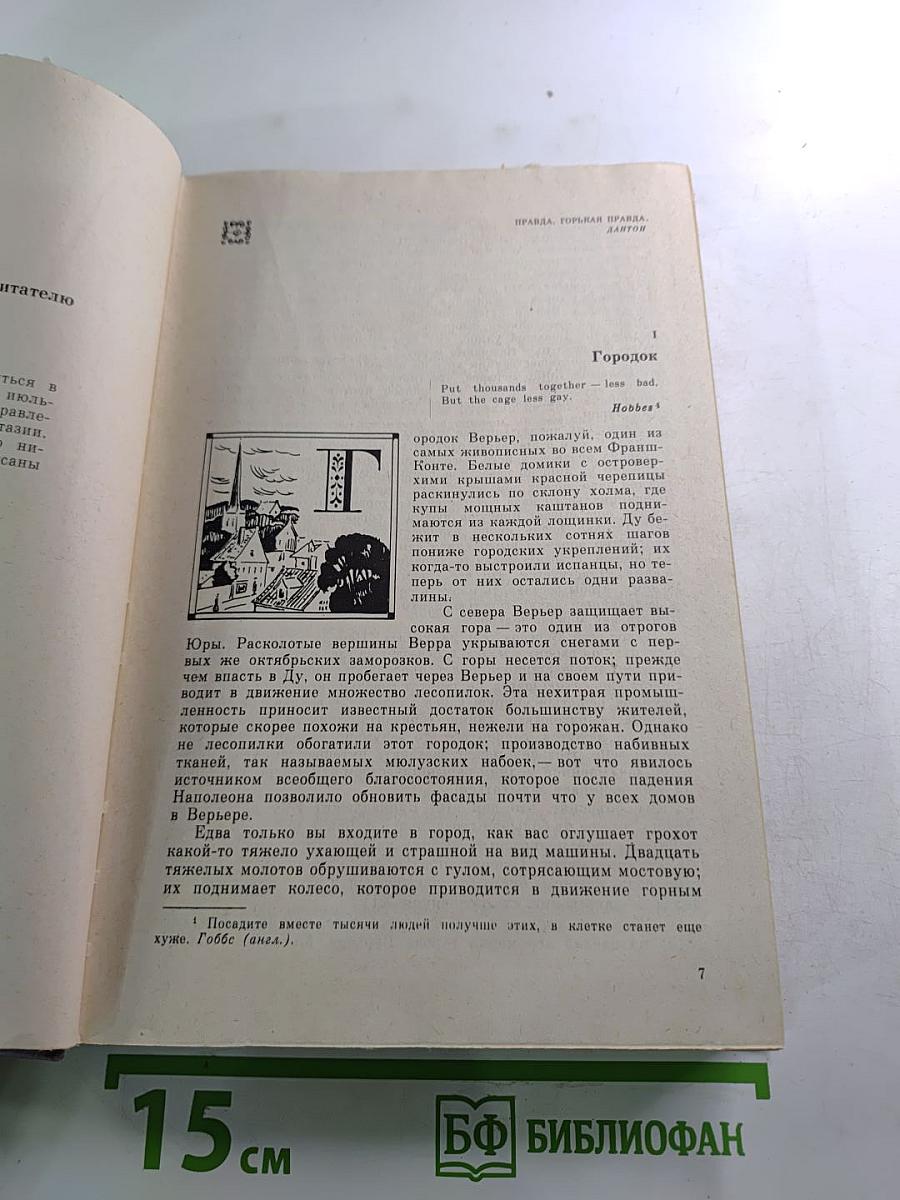 итателю
ться в
июль-
равле-
тазии.
о ни-
саны
ПРАВДА, ГОРЬКАЯ ПРАВДА.
ДАНТОН
I
Городок
Put thousands together — less bad.
But the cage less gay.
Hobbes¹
Городок Верьер, пожалуй, один из
самых живописных во всем Франш-
Конте. Белые домики с островер-
хими крышами красной черепицы
раскинулись по склону холма, где
купы мощных каштанов подни-
маются из каждой лощинки. Ду бе-
жит в нескольких сотнях шагов
пониже городских укреплений; их
когда-то выстроили испанцы, но те-
перь от них остались одни разва-
лины.
С севера Верьер защищает вы-
сокая гора — это один из отрогов
Юры. Расколотые вершины Верра укрываются снегами с пер-
вых же октябрьских заморозков. С горы несется поток; прежде
чем впасть в Ду, он пробегает через Верьер и на своем пути при-
водит в движение множество лесопилок. Эта нехитрая промыш-
ленность приносит известный достаток большинству жителей,
которые скорее похожи на крестьян, нежели на горожан. Однако
не лесопилки обогатили этот городок; производство набивных
тканей, так называемых мюлузских набоек,— вот что явилось
источником всеобщего благосостояния, которое после падения
Наполеона позволило обновить фасады почти что у всех домов
в Верьере.
Едва только вы входите в город, как вас оглушает грохот
какой-то тяжело ухающей и страшной на вид машины. Двадцать
тяжелых молотов обрушиваются с гулом, сотрясающим мостовую;
их поднимает колесо, которое приводится в движение горным
¹ Посадите вместе тысячи людей получше этих, в клетке станет еще
хуже. Гоббс (англ.).
7
15 см
БФ БИБЛИОФАН